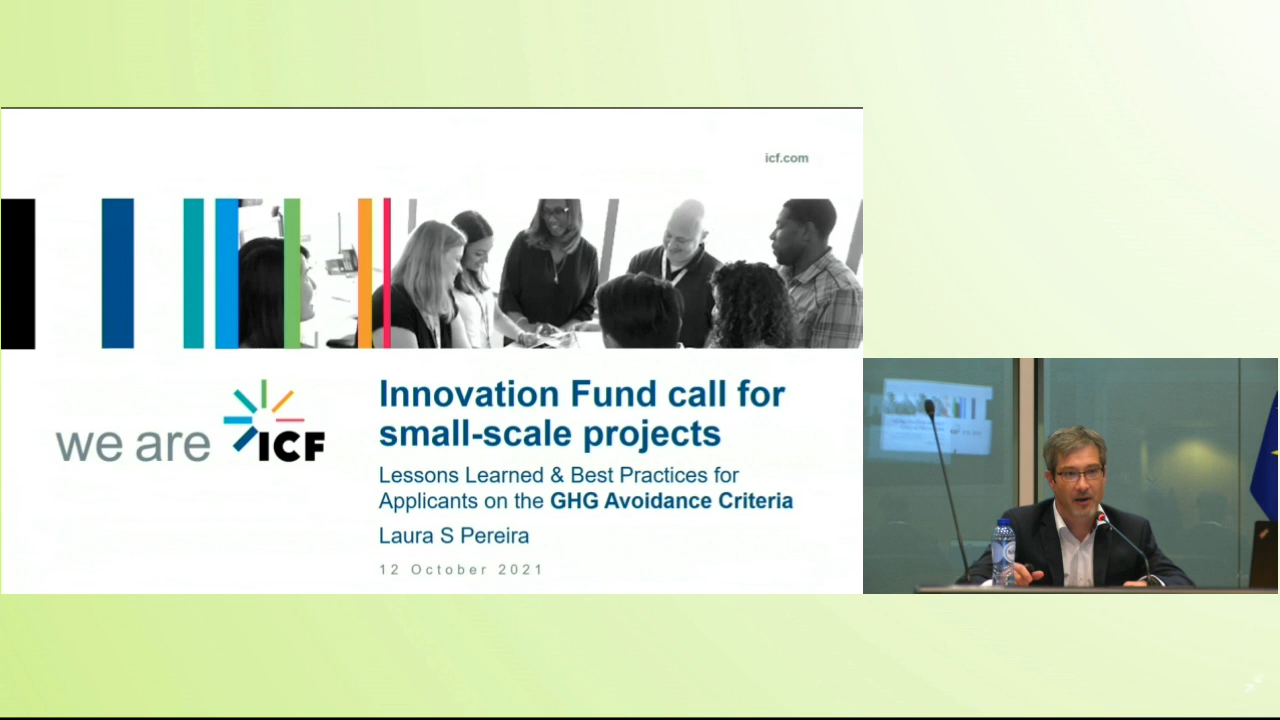 icf.com
we are ICF
Innovation Fund call for
small-scale projects
Lessons Learned & Best Practices for
Applicants on the GHG Avoidance Criteria
Laura S Pereira
12 October 2021